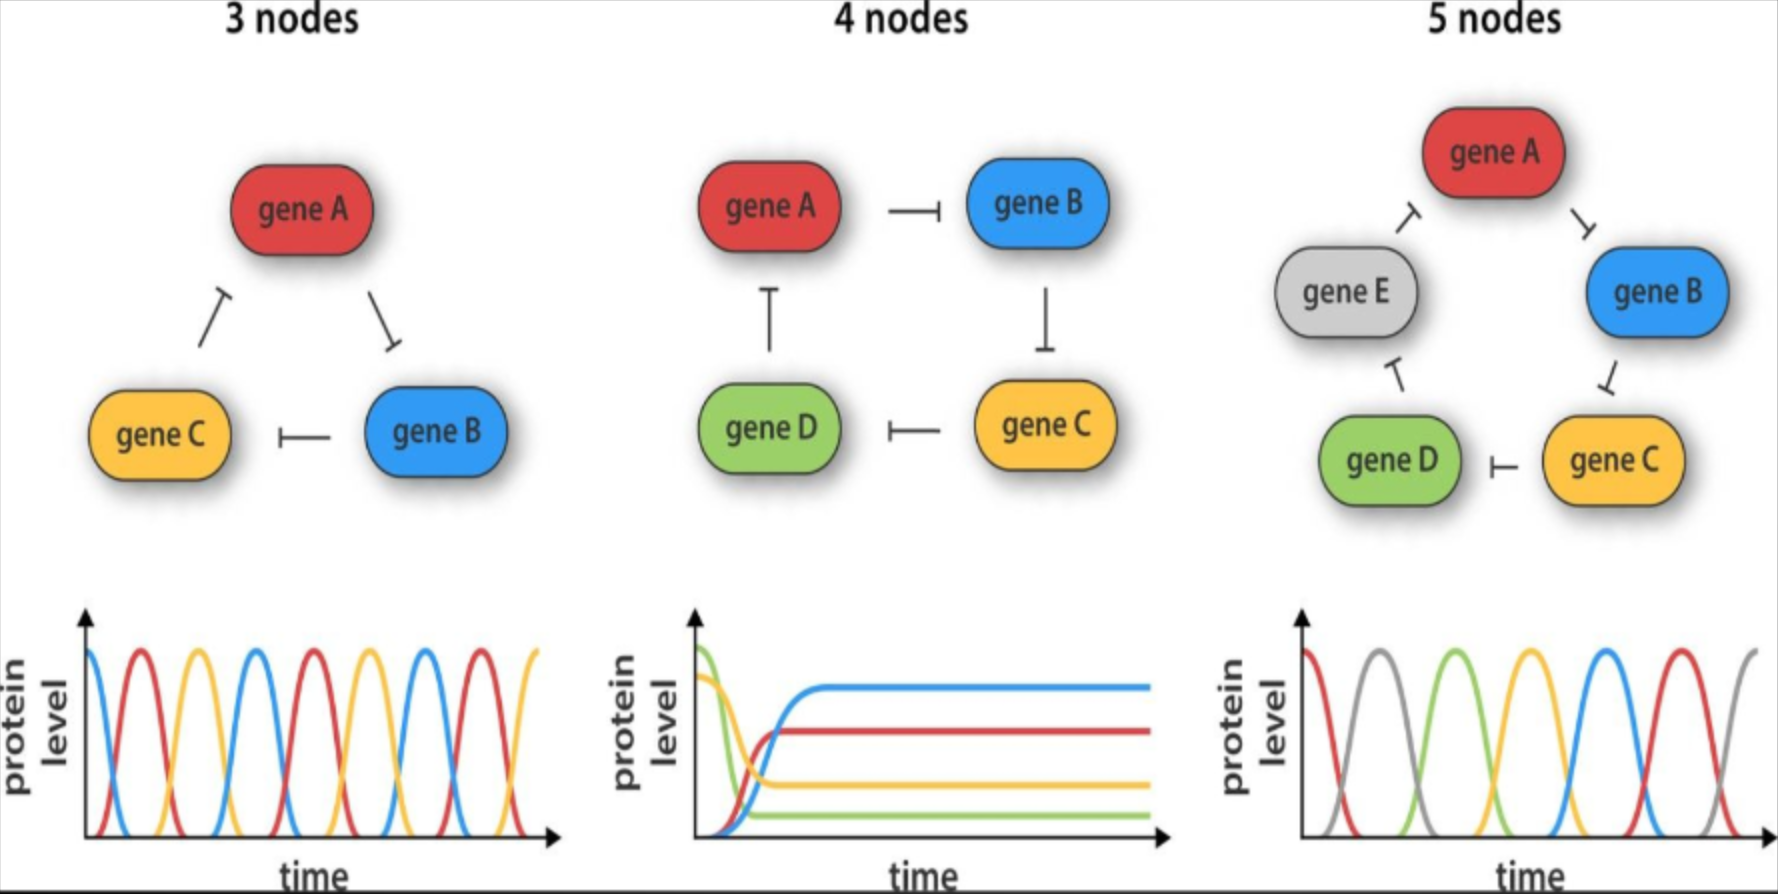 3 nodes
gene A
gene C
gene B
protein
level
time
4 nodes
gene A
gene B
gene D
gene C
protein
level
time
5 nodes
gene A
gene E
gene B
gene D
gene C
protein
level
time